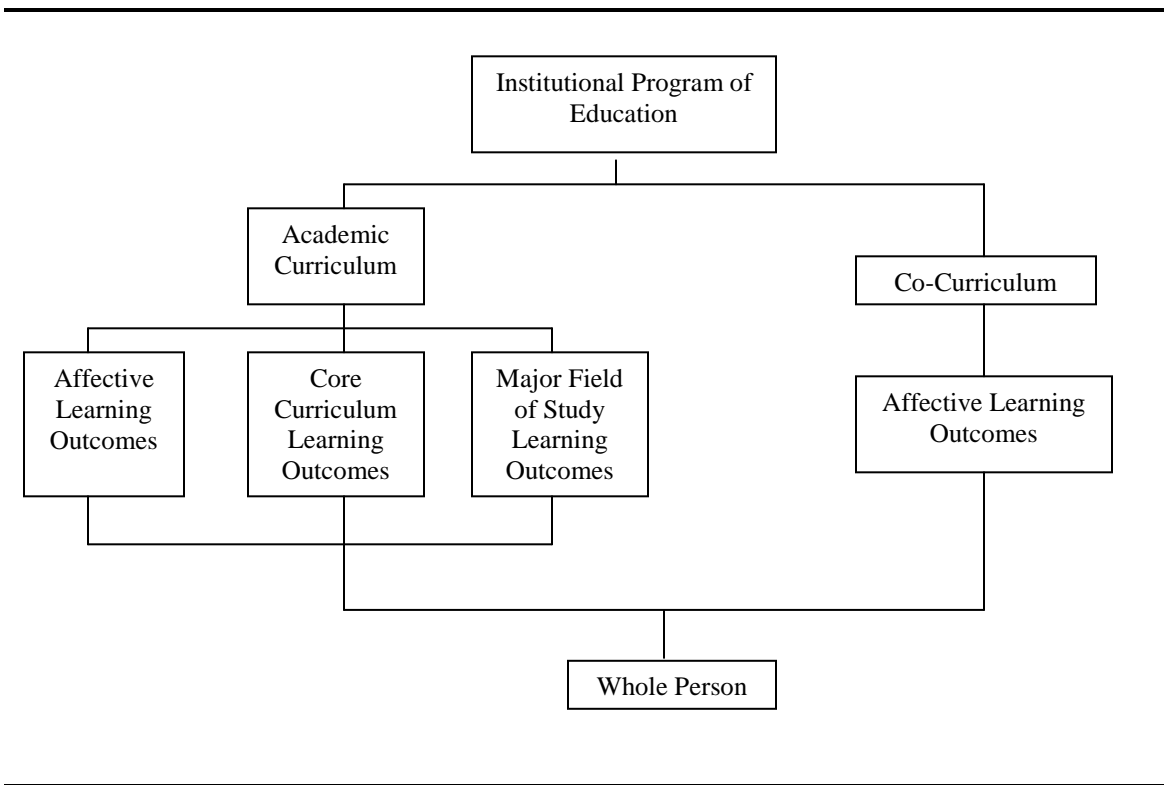 Institutional Program of
Education
Academic
Curriculum
Co-Curriculum
Affective
Learning
Outcomes
Core
Curriculum
Learning
Outcomes
Major Field
of Study
Learning
Outcomes
Affective Learning
Outcomes
Whole Person